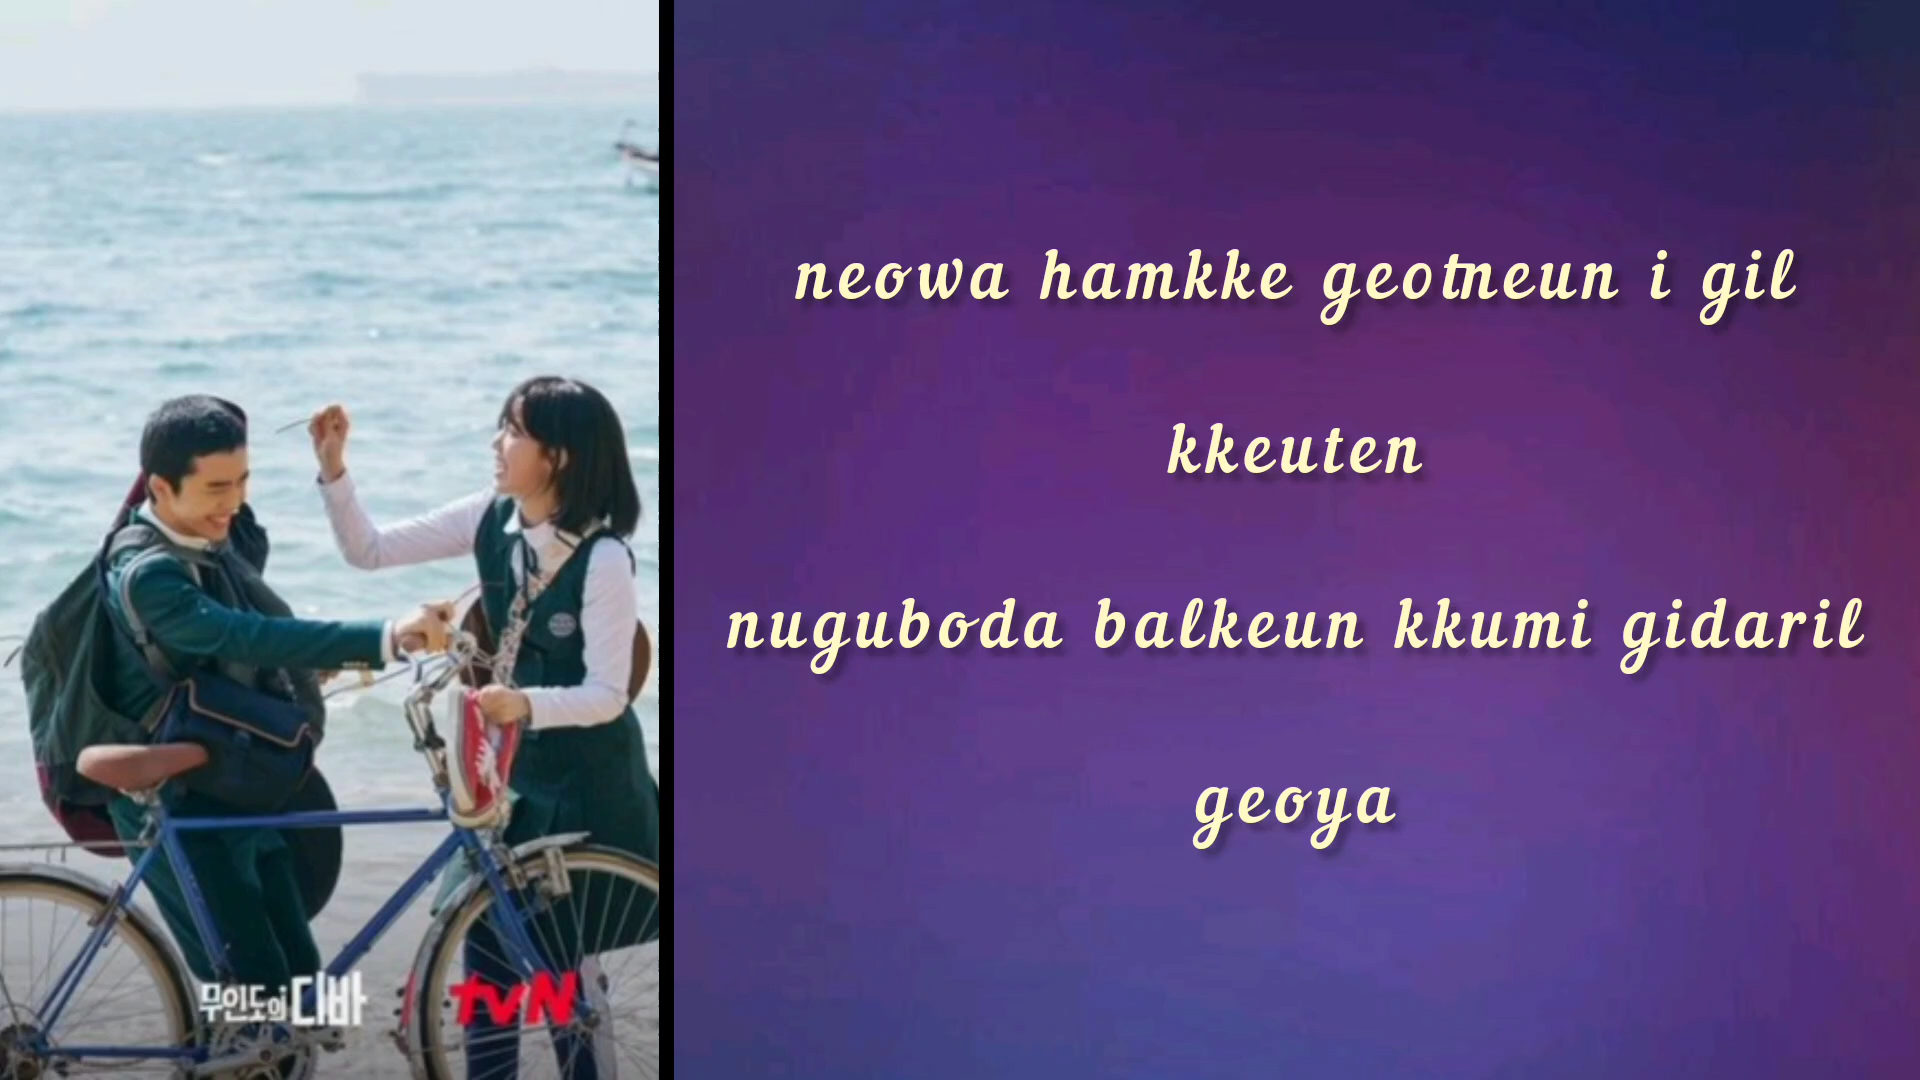 neowa hamkke geotneun i gil
kkeuten
nuguboda balkeun kkumi gidaril
geoya
무인도의 디바
tvN